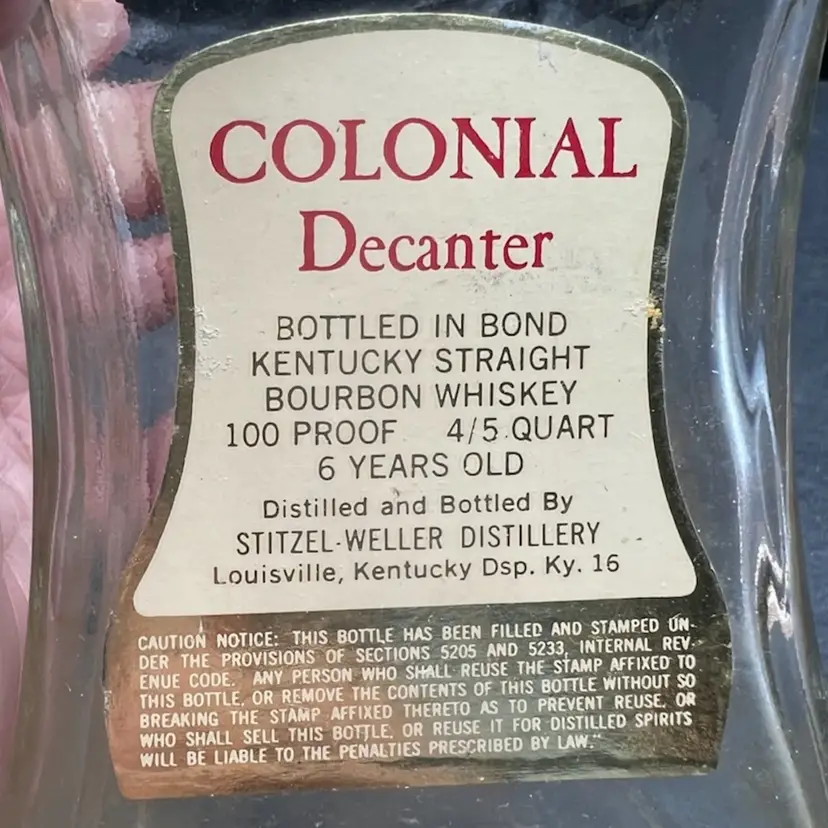 COLONIAL
Decanter
BOTTLED IN BOND
KENTUCKY STRAIGHT
BOURBON WHISKEY
100 PROOF 4/5 QUART
6 YEARS OLD
Distilled and Bottled By
STITZEL-WELLER DISTILLERY
Louisville, Kentucky Dsp. Ky. 16
CAUTION NOTICE: THIS BOTTLE HAS BEEN FILLED AND STAMPED UN-
DER THE PROVISIONS OF SECTIONS 5205 AND 5233, INTERNAL REV-
ENUE CODE. ANY PERSON WHO SHALL REUSE THE STAMP AFFIXED TO
THIS BOTTLE, OR REMOVE THE CONTENTS OF THIS BOTTLE WITHOUT SO
BREAKING THE STAMP AFFIXED THERETO AS TO PREVENT REUSE, OR
WHO SHALL SELL THIS BOTTLE, OR REUSE IT FOR DISTILLED SPIRITS
WILL BE LIABLE TO THE PENALTIES PRESCRIBED BY LAW."